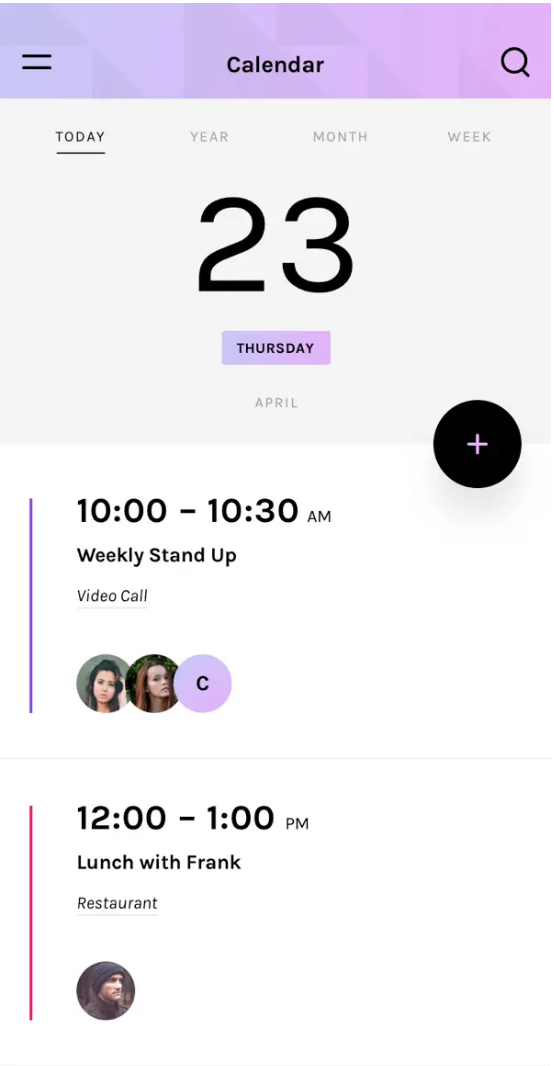 Calendar
TODAY YEAR MONTH WEEK
23
THURSDAY
APRIL
+
10:00 – 10:30 AM
Weekly Stand Up
Video Call
C
12:00 – 1:00 PM
Lunch with Frank
Restaurant